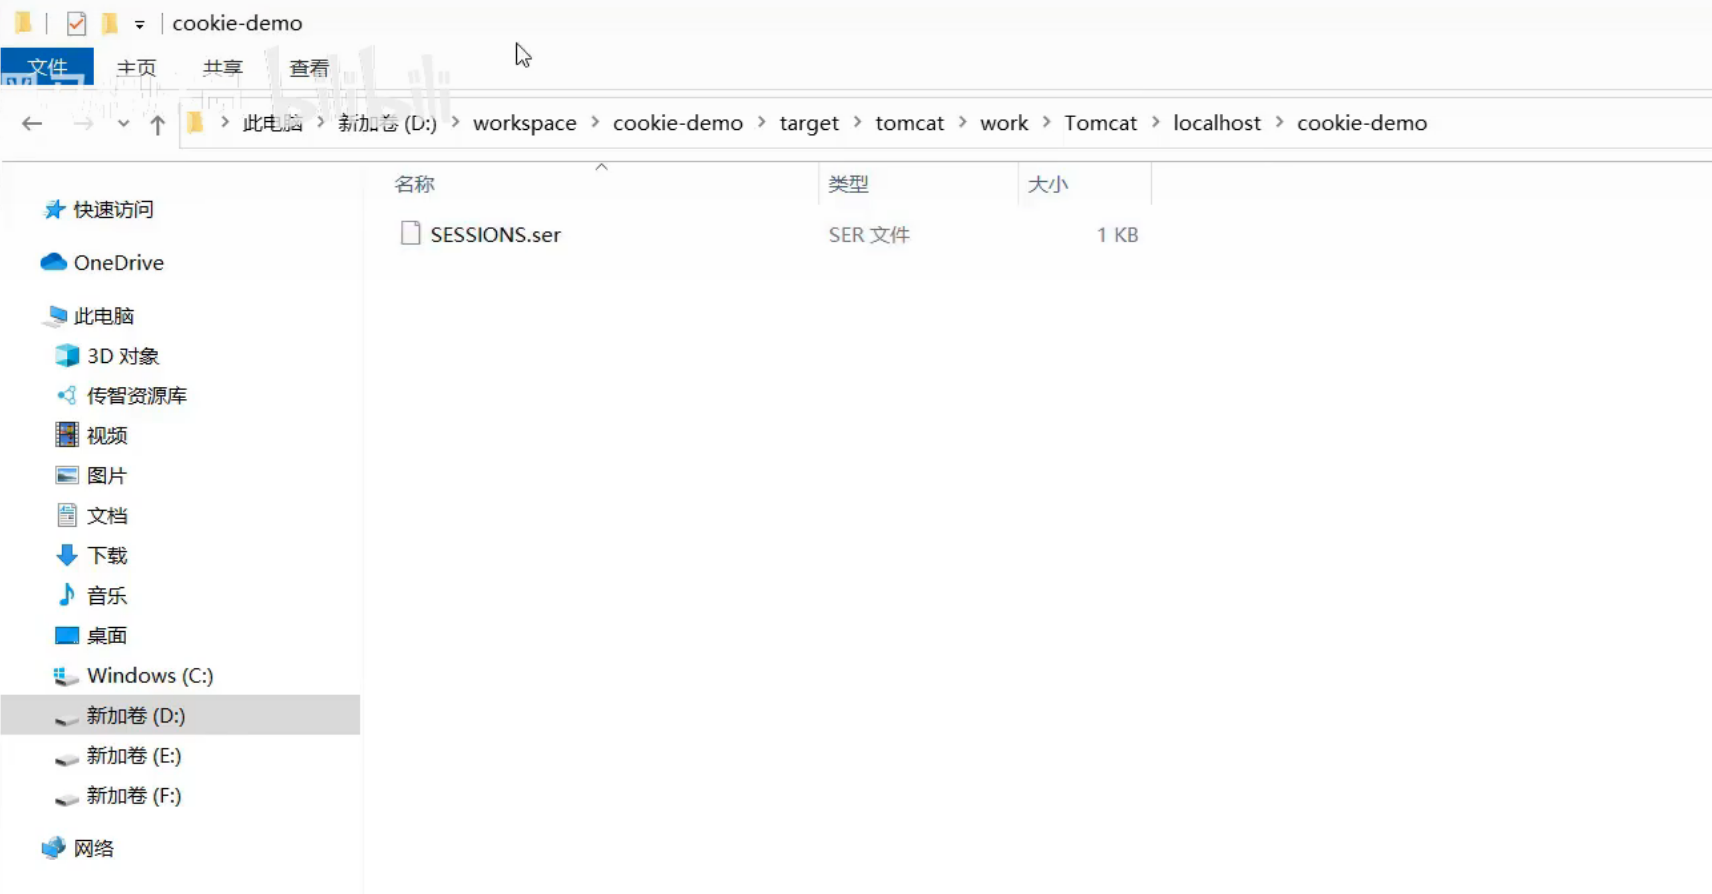 cookie-demo
文件 主页 共享 查看
bilibili
此电脑 > 新加卷 (D:) > workspace > cookie-demo > target > tomcat > work > Tomcat > localhost > cookie-demo
名称 类型 大小
SESSIONS.ser SER 文件 1 KB
快速访问
OneDrive
此电脑
3D 对象
传智资源库
视频
图片
文档
下载
音乐
桌面
Windows (C:)
新加卷 (D:)
新加卷 (E:)
新加卷 (F:)
网络